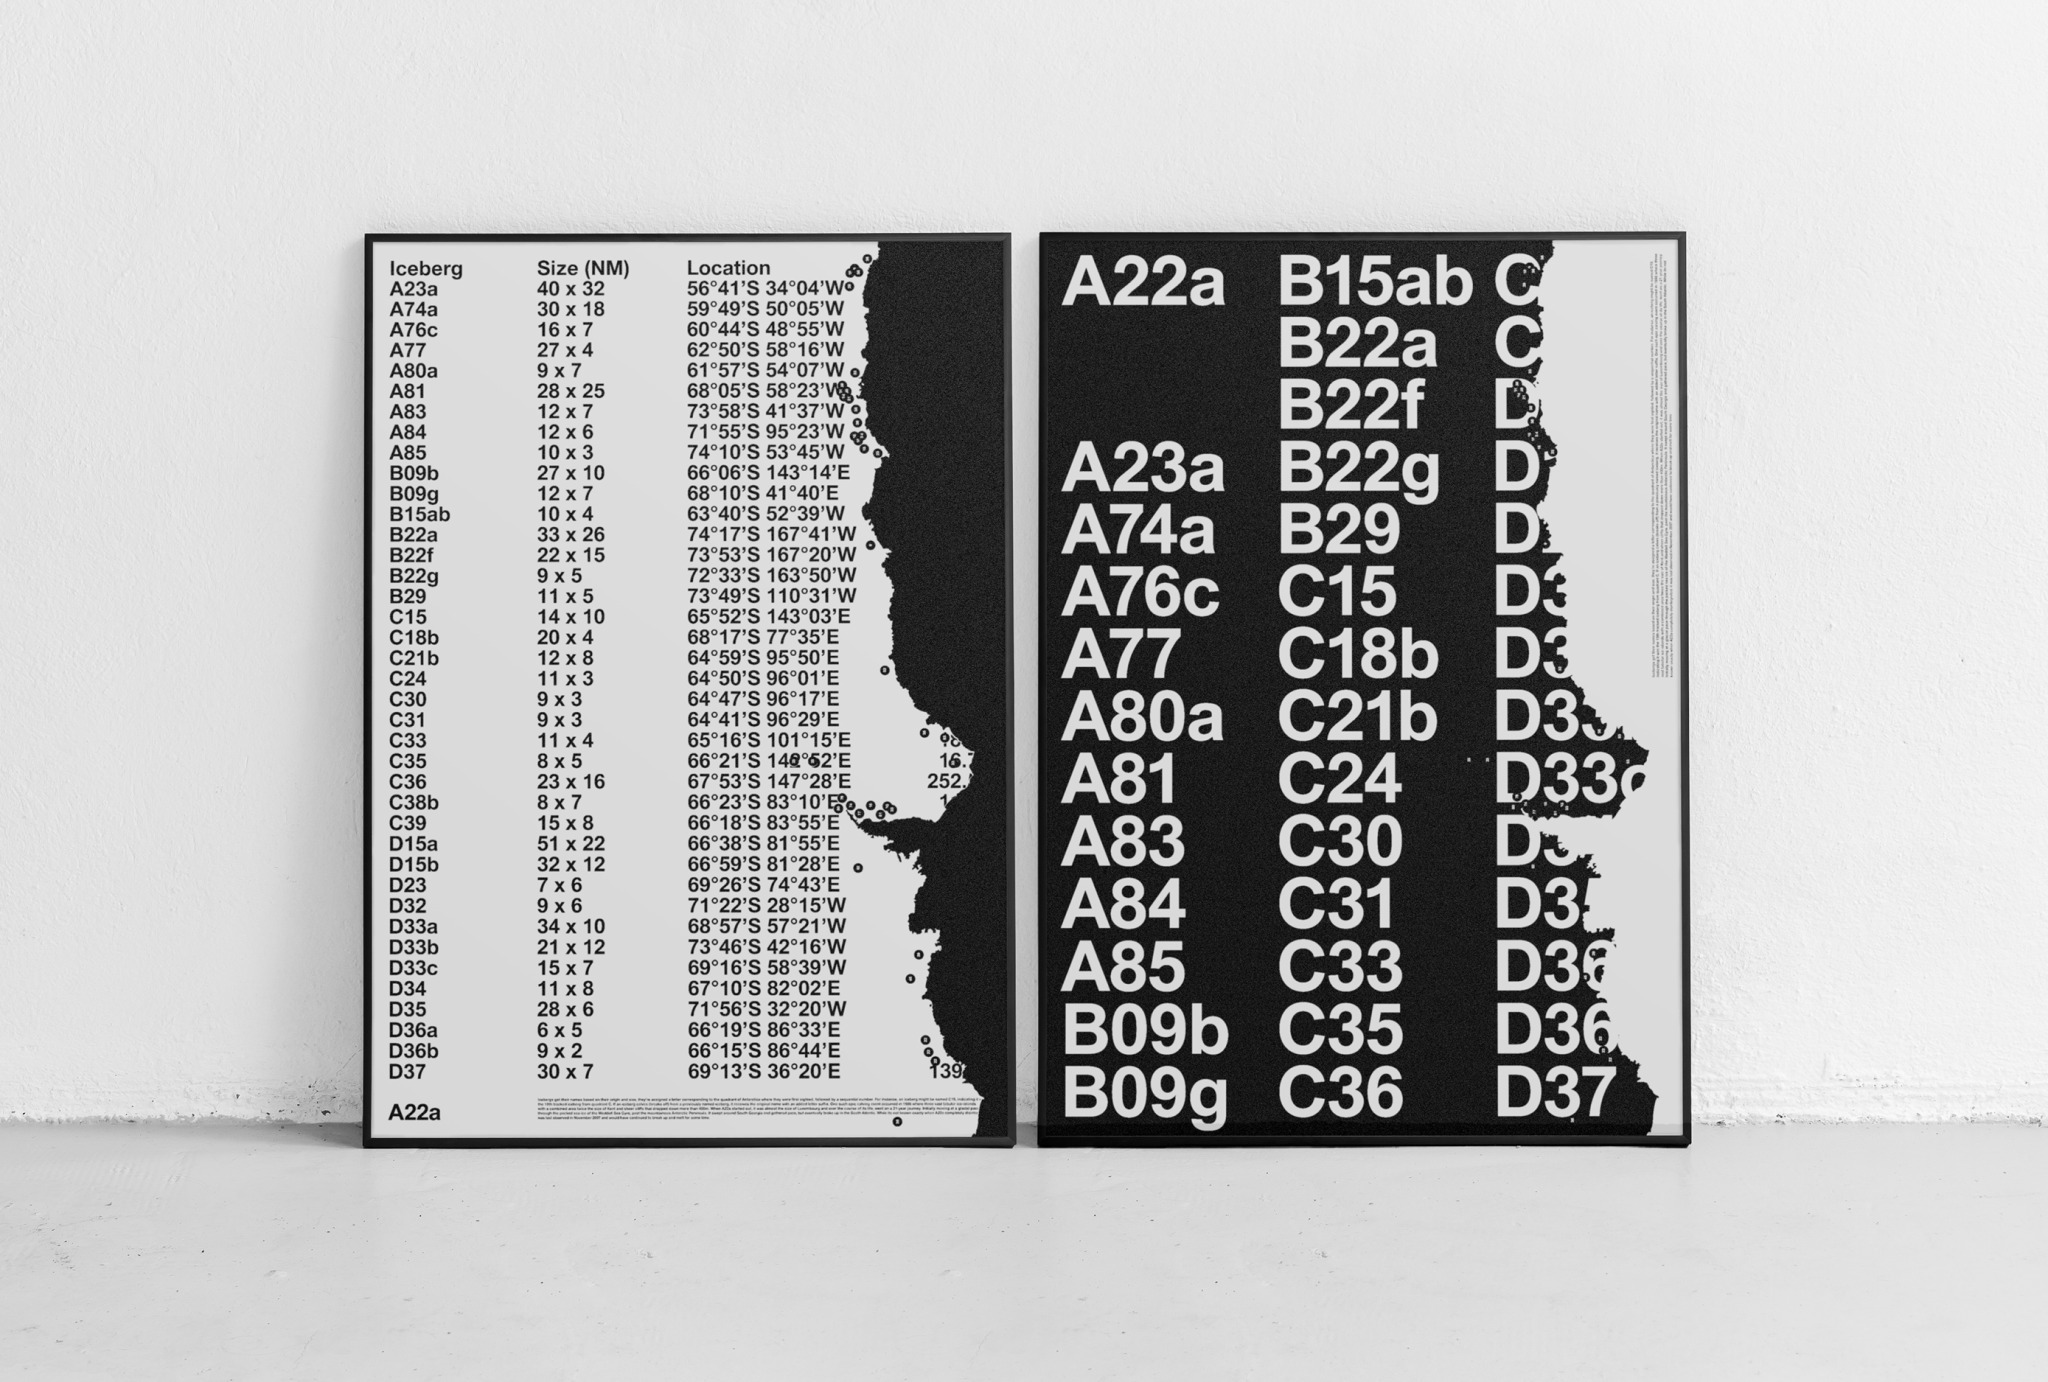 Iceberg Size (NM) Location
A23a 40 x 32 56°41’S 34°04’W
A74a 30 x 18 59°49’S 50°05’W
A76c 16 x 7 60°44’S 48°55’W
A77 27 x 4 62°50’S 58°16’W
A80a 9 x 7 61°57’S 54°07’W
A81 28 x 25 68°05’S 58°23’W
A83 12 x 7 73°58’S 41°37’W
A84 12 x 6 71°55’S 95°23’W
A85 10 x 3 74°10’S 53°45’W
B09b 27 x 10 66°06’S 143°14’E
B09g 12 x 7 68°10’S 41°40’E
B15ab 10 x 4 63°40’S 52°39’W
B22a 33 x 26 74°17’S 167°41’W
B22f 22 x 15 73°53’S 167°20’W
B22g 9 x 5 72°33’S 163°50’W
B29 11 x 5 73°49’S 110°31’W
C15 14 x 10 65°52’S 143°03’E
C18b 20 x 4 68°17’S 77°35’E
C21b 12 x 8 64°59’S 95°50’E
C24 11 x 3 64°50’S 96°01’E
C30 9 x 3 64°47’S 96°17’E
C31 9 x 3 64°41’S 96°29’E
C33 11 x 4 65°16’S 101°15’E
C35 8 x 5 66°21’S
C36 23 x 16 67°53’S 147°28’E 252.
C38b 8 x 7 66°23’S 83°10’E
C39 15 x 8 66°18’S 83°55’E
D15a 51 x 22 66°38’S 81°55’E
D15b 32 x 12 66°59’S 81°28’E
D23 7 x 6 69°26’S 74°43’E
D32 9 x 6 71°22’S 28°15’W
D33a 34 x 10 68°57’S 57°21’W
D33b 21 x 12 73°46’S 42°16’W
D33c 15 x 7 69°16’S 58°39’W
D34 11 x 8 67°10’S 82°02’E
D35 28 x 6 71°56’S 32°20’W
D36a 6 x 5 66°19’S 86°33’E
D36b 9 x 2 66°15’S 86°44’E
D37 30 x 7 69°13’S 36°20’E 139
A22a
A22a B15ab C
B22a C
B22f D
A23a B22g D
A74a B29 D
A76c C15 D3
A77 C18b D3
A80a C21b D33
A81 C24 D33c
A83 C30 D3
A84 C31 D3
A85 C33 D36
B09b C35 D36
B09g C36 D37